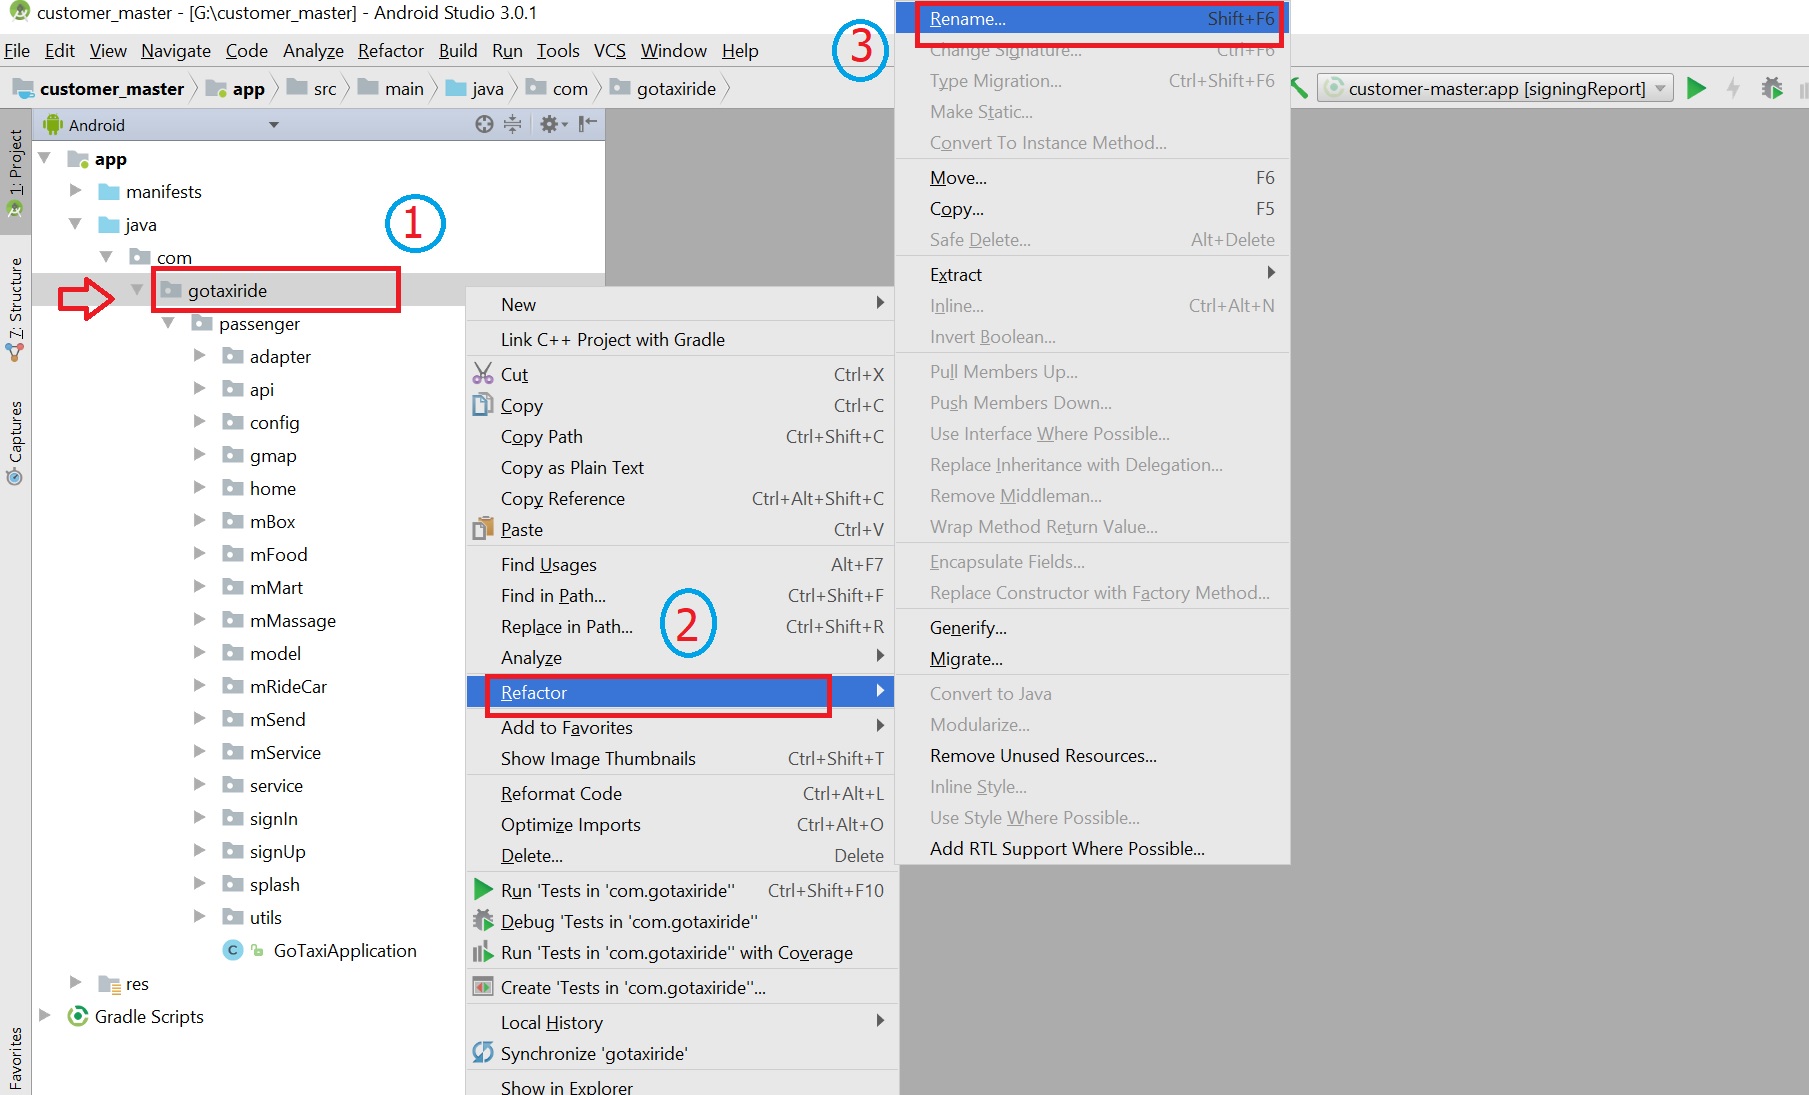 customer_master - [G:\customer_master] - Android Studio 3.0.1
File Edit View Navigate Code Analyze Refactor Build Run Tools VCS Window Help
customer_master app src main java com gotaxiride
customer-master:app [signingReport]
Android
1: Project
7: Structure
Captures
Favorites
app
manifests
java
com
gotaxiride
passenger
adapter
api
config
gmap
home
mBox
mFood
mMart
mMassage
model
mRideCar
mSend
mService
service
signIn
signUp
splash
utils
C GoTaxiApplication
res
Gradle Scripts
1
New
Link C++ Project with Gradle
Cut Ctrl+X
Copy Ctrl+C
Copy Path Ctrl+Shift+C
Copy as Plain Text
Copy Reference Ctrl+Alt+Shift+C
Paste Ctrl+V
Find Usages Alt+F7
Find in Path... Ctrl+Shift+F
Replace in Path... Ctrl+Shift+R
2
Analyze
Refactor
Add to Favorites
Show Image Thumbnails Ctrl+Shift+T
Reformat Code Ctrl+Alt+L
Optimize Imports Ctrl+Alt+O
Delete... Delete
Run 'Tests in 'com.gotaxiride'' Ctrl+Shift+F10
Debug 'Tests in 'com.gotaxiride''
Run 'Tests in 'com.gotaxiride'' with Coverage
Create 'Tests in 'com.gotaxiride''...
Local History
Synchronize 'gotaxiride'
Show in Explorer
3
Rename... Shift+F6
Change Signature... Ctrl+F6
Type Migration... Ctrl+Shift+F6
Make Static...
Convert To Instance Method...
Move... F6
Copy... F5
Safe Delete... Alt+Delete
Extract
Inline... Ctrl+Alt+N
Invert Boolean...
Pull Members Up...
Push Members Down...
Use Interface Where Possible...
Replace Inheritance with Delegation...
Remove Middleman...
Wrap Method Return Value...
Encapsulate Fields...
Replace Constructor with Factory Method...
Generify...
Migrate...
Convert to Java
Modularize...
Remove Unused Resources...
Inline Style...
Use Style Where Possible...
Add RTL Support Where Possible...